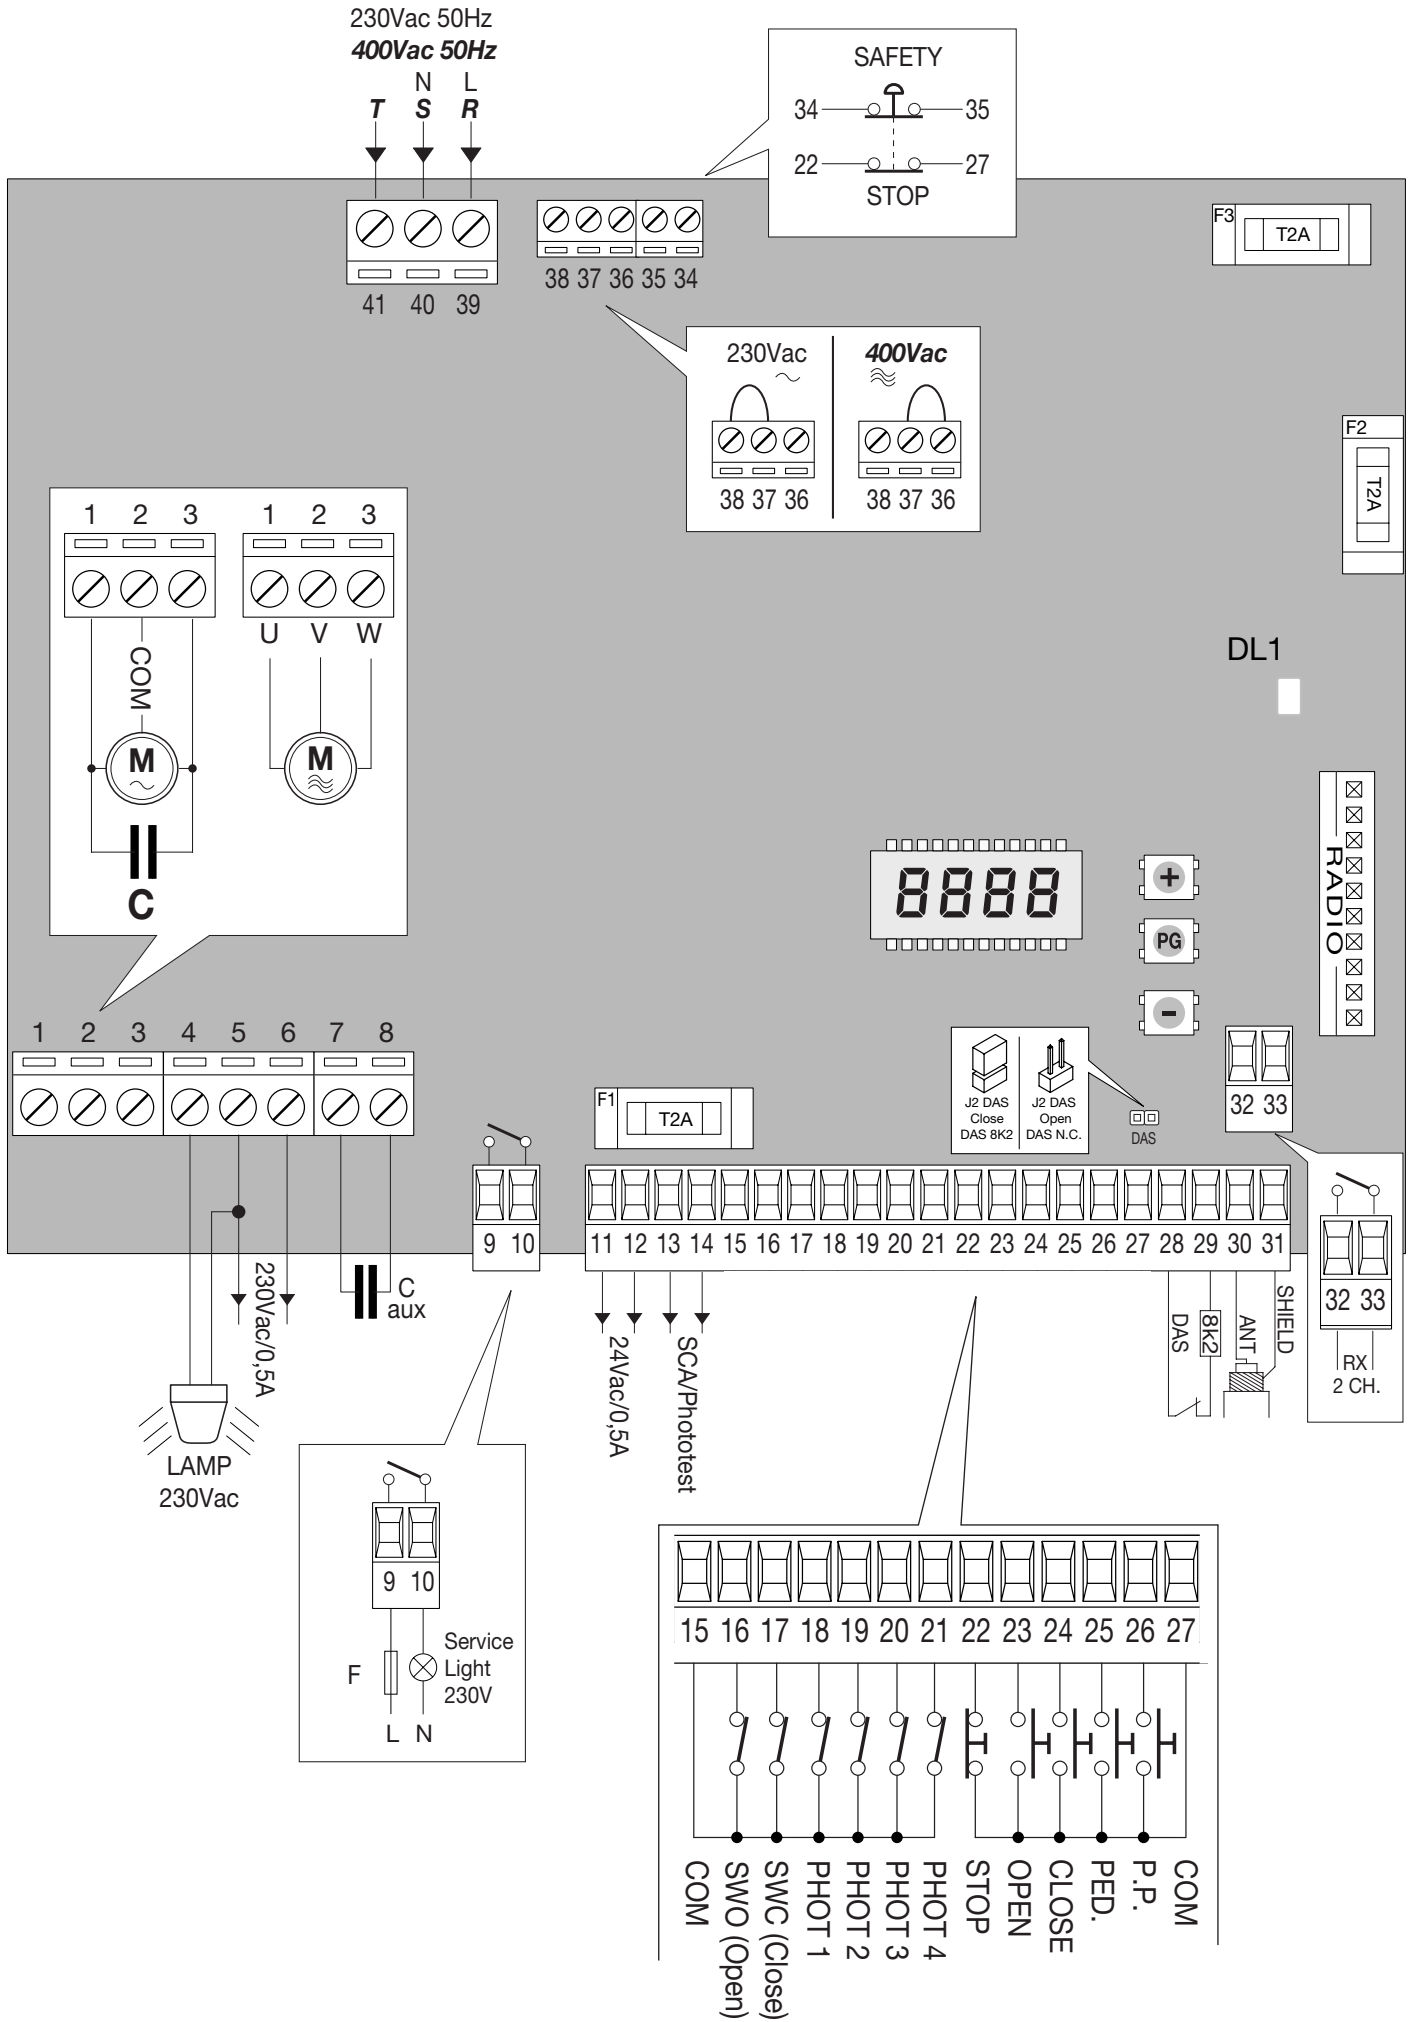 230Vac 50Hz
400Vac 50Hz
N L
T S R
SAFETY
34 35
22 27
STOP
F3
T2A
41 40 39
38 37 36 35 34
230Vac
400Vac
38 37 36
38 37 36
F2
T2A
1 2 3
1 2 3
U V W
COM
M
M
C
DL1
RADIO
8888
+
PG
-
1 2 3 4 5 6 7 8
F1
T2A
J2 DAS
Close
DAS 8K2
J2 DAS
Open
DAS N.C.
DAS
32 33
9 10
11 12 13 14 15 16 17 18 19 20 21 22 23 24 25 26 27 28 29 30 31
230Vac/0,5A
C
aux
24Vac/0,5A
SCA/Phototest
DAS
8k2
ANT
SHIELD
32 33
RX
2 CH.
LAMP
230Vac
9 10
F
Service
Light
230V
L N
15 16 17 18 19 20 21 22 23 24 25 26 27
COM
SWO (Open)
SWC (Close)
PHOT 1
PHOT 2
PHOT 3
PHOT 4
STOP
OPEN
CLOSE
PED.
P.P.
COM